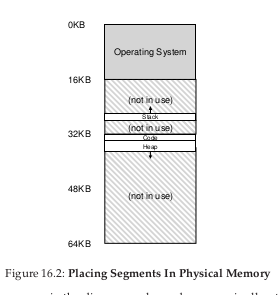 0KB
Operating System
16KB
(not in use)
Stack
(not in use)
32KB
Code
Heap
48KB
(not in use)
64KB
Figure 16.2: Placing Segments In Physical Memory